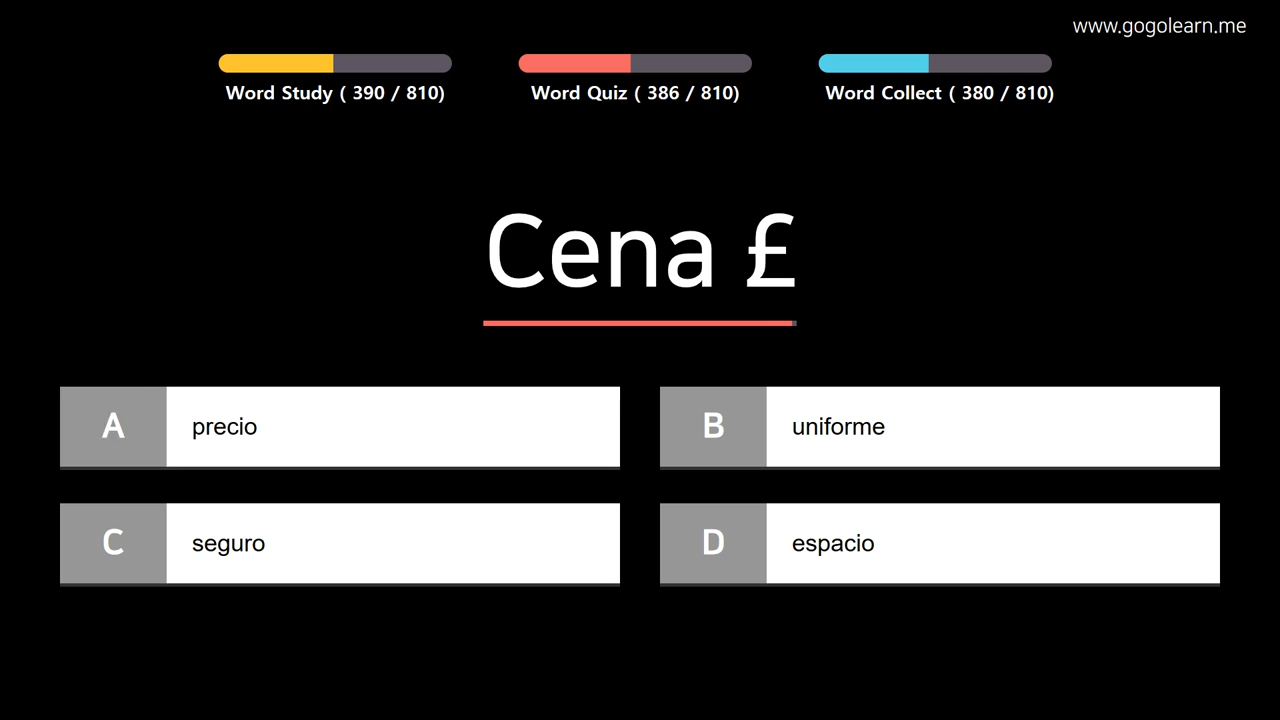 www.gogolearn.me
Word Study ( 390 / 810)
Word Quiz ( 386 / 810)
Word Collect ( 380 / 810)
Cena £
A precio
B uniforme
C seguro
D espacio